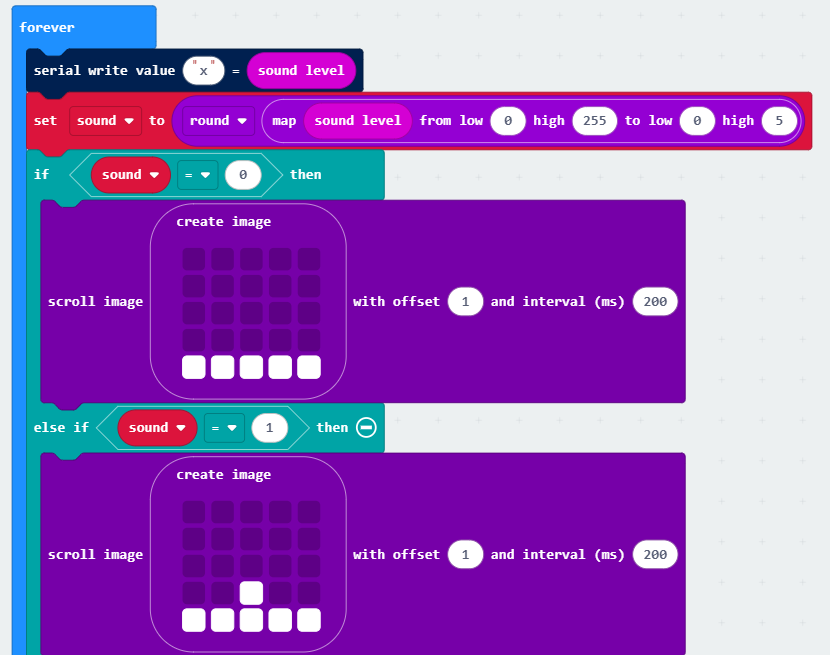 forever
serial write value "x" = sound level
set sound to round map sound level from low 0 high 255 to low 0 high 5
if sound = 0 then
create image
scroll image with offset 1 and interval (ms) 200
else if sound = 1 then
create image
scroll image with offset 1 and interval (ms) 200